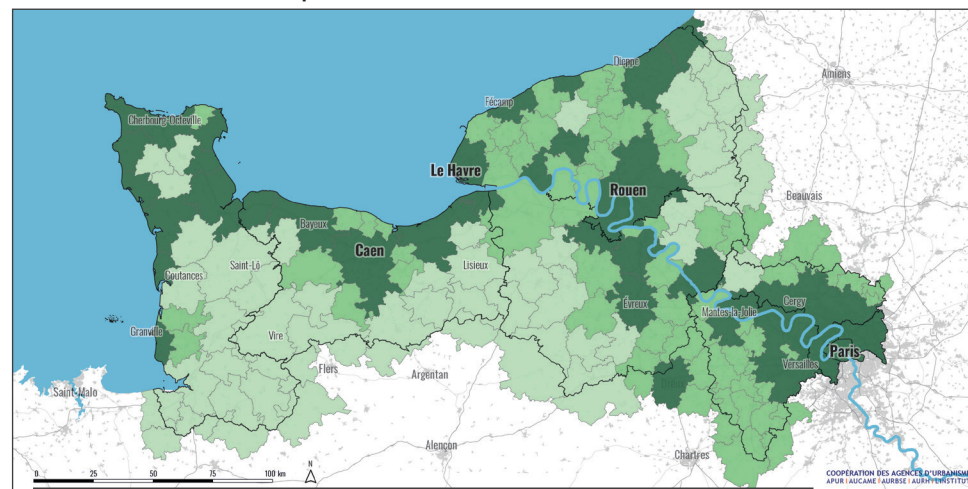 Dieppe
Amiens
Fécamp
Cherbourg-Octeville
Le Havre
Rouen
Beauvais
Bayeux
Caen
Saint-Lô
Coutances
Lisieux
Cergy
Évreux
Mantes-la-Jolie
Granville
Vire
Versailles
Paris
Flers
Argentan
Saint-Malo
Alençon
Chartres
0 25 50 75 100 km
N
COOPÉRATION DES AGENCES D'URBANISME
APUR I AUCAME I AURBSE I AURH I L'INSTITUT